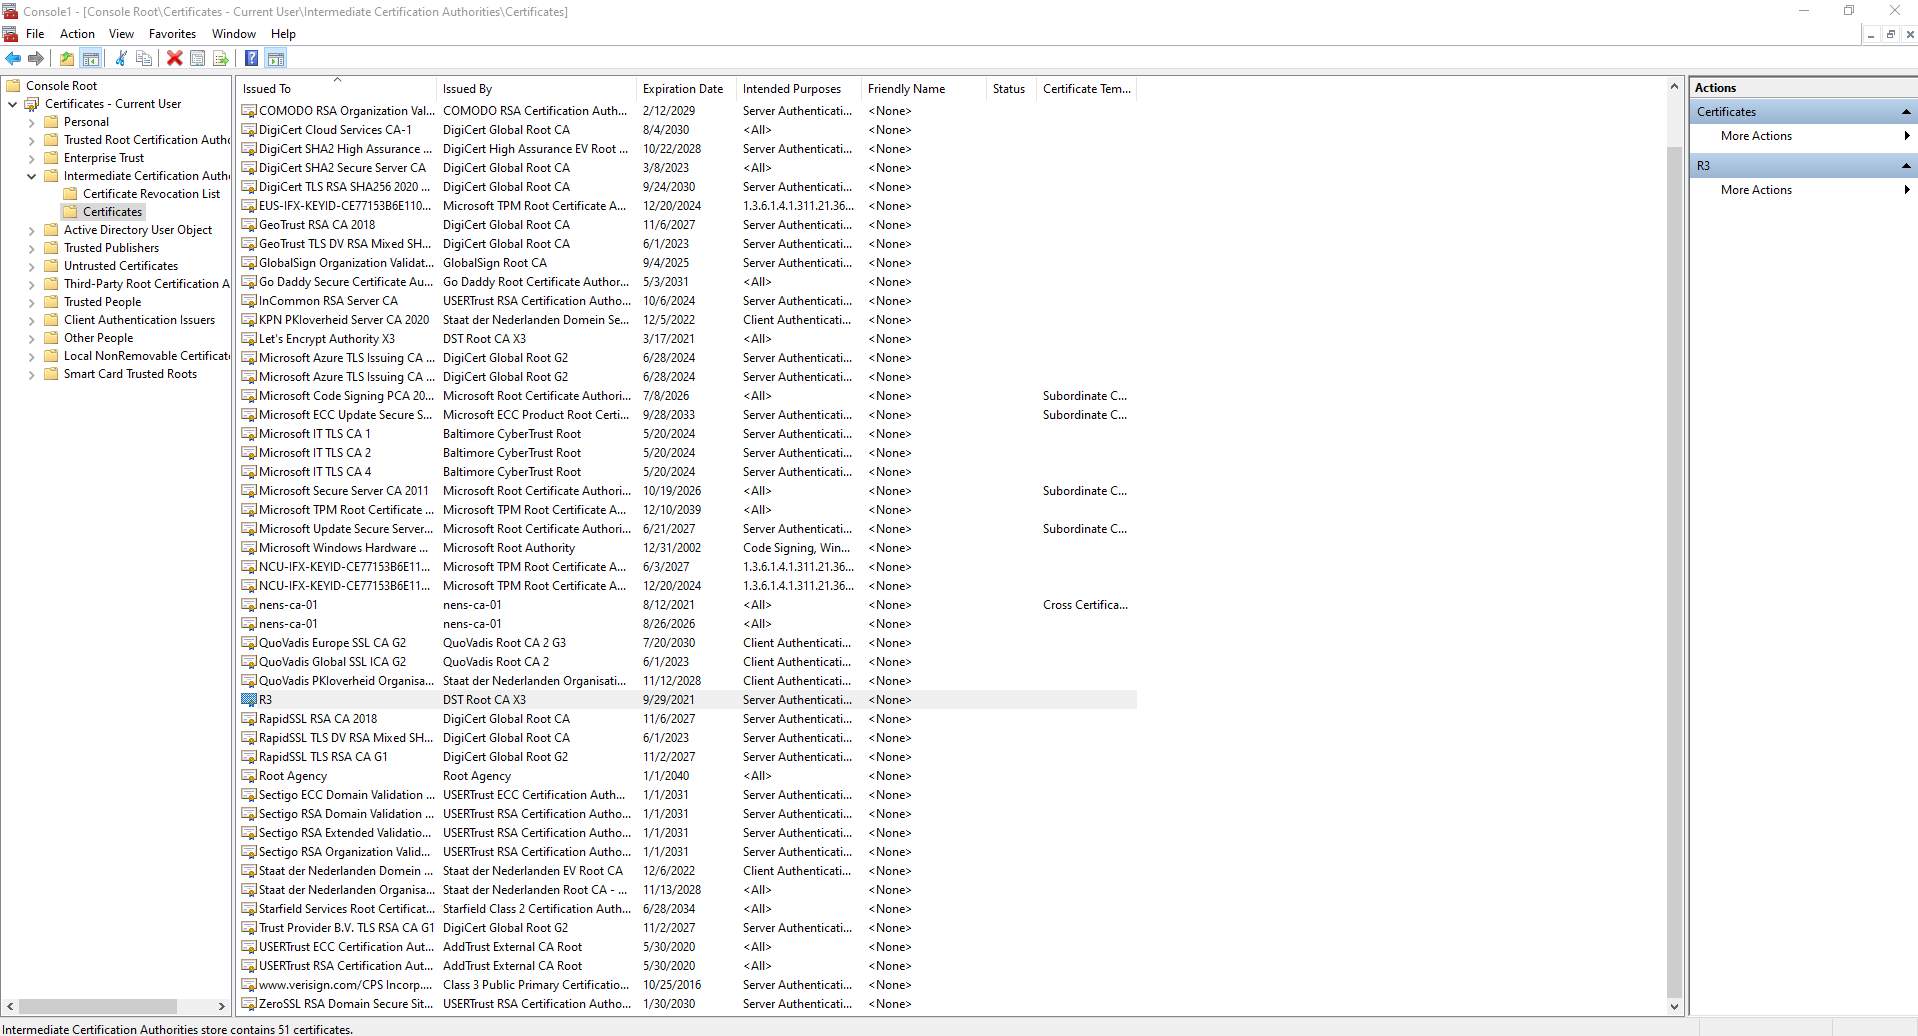 Console1 - [Console Root\Certificates - Current User\Intermediate Certification Authorities\Certificates]
File Action View Favorites Window Help
Console Root
Certificates - Current User
Personal
Trusted Root Certification Autho
Enterprise Trust
Intermediate Certification Autho
Certificate Revocation List
Certificates
Active Directory User Object
Trusted Publishers
Untrusted Certificates
Third-Party Root Certification A
Trusted People
Client Authentication Issuers
Other People
Local NonRemovable Certificate
Smart Card Trusted Roots
Issued To Issued By Expiration Date Intended Purposes Friendly Name Status Certificate Tem...
COMODO RSA Organization Val... COMODO RSA Certification Auth... 2/12/2029 Server Authenticati... <None>
DigiCert Cloud Services CA-1 DigiCert Global Root CA 8/4/2030 <All> <None>
DigiCert SHA2 High Assurance ... DigiCert High Assurance EV Root ... 10/22/2028 Server Authenticati... <None>
DigiCert SHA2 Secure Server CA DigiCert Global Root CA 3/8/2023 <All> <None>
DigiCert TLS RSA SHA256 2020 ... DigiCert Global Root CA 9/24/2030 Server Authenticati... <None>
EUS-IFX-KEYID-CE77153B6E110... Microsoft TPM Root Certificate A... 12/20/2024 1.3.6.1.4.1.311.21.36... <None>
GeoTrust RSA CA 2018 DigiCert Global Root CA 11/6/2027 Server Authenticati... <None>
GeoTrust TLS DV RSA Mixed SH... DigiCert Global Root CA 6/1/2023 Server Authenticati... <None>
GlobalSign Organization Validat... GlobalSign Root CA 9/4/2025 Server Authenticati... <None>
Go Daddy Secure Certificate Au... Go Daddy Root Certificate Author... 5/3/2031 <All> <None>
InCommon RSA Server CA USERTrust RSA Certification Autho... 10/6/2024 Server Authenticati... <None>
KPN PKIoverheid Server CA 2020 Staat der Nederlanden Domein Se... 12/5/2022 Client Authenticati... <None>
Let's Encrypt Authority X3 DST Root CA X3 3/17/2021 <All> <None>
Microsoft Azure TLS Issuing CA ... DigiCert Global Root G2 6/28/2024 Server Authenticati... <None>
Microsoft Azure TLS Issuing CA ... DigiCert Global Root G2 6/28/2024 Server Authenticati... <None>
Microsoft Code Signing PCA 20... Microsoft Root Certificate Authori... 7/8/2026 <All> <None> Subordinate C...
Microsoft ECC Update Secure S... Microsoft ECC Product Root Certi... 9/28/2033 Server Authenticati... <None> Subordinate C...
Microsoft IT TLS CA 1 Baltimore CyberTrust Root 5/20/2024 Server Authenticati... <None>
Microsoft IT TLS CA 2 Baltimore CyberTrust Root 5/20/2024 Server Authenticati... <None>
Microsoft IT TLS CA 4 Baltimore CyberTrust Root 5/20/2024 Server Authenticati... <None>
Microsoft Secure Server CA 2011 Microsoft Root Certificate Authori... 10/19/2026 <All> <None> Subordinate C...
Microsoft TPM Root Certificate ... Microsoft TPM Root Certificate A... 12/10/2039 <All> <None>
Microsoft Update Secure Server... Microsoft Root Certificate Authori... 6/21/2027 Server Authenticati... <None> Subordinate C...
Microsoft Windows Hardware ... Microsoft Root Authority 12/31/2002 Code Signing, Win... <None>
NCU-IFX-KEYID-CE77153B6E11... Microsoft TPM Root Certificate A... 6/3/2027 1.3.6.1.4.1.311.21.36... <None>
NCU-IFX-KEYID-CE77153B6E11... Microsoft TPM Root Certificate A... 12/20/2024 1.3.6.1.4.1.311.21.36... <None>
nens-ca-01 nens-ca-01 8/12/2021 <All> <None> Cross Certifica...
nens-ca-01 nens-ca-01 8/26/2026 <All> <None>
QuoVadis Europe SSL CA G2 QuoVadis Root CA 2 G3 7/20/2030 Client Authenticati... <None>
QuoVadis Global SSL ICA G2 QuoVadis Root CA 2 6/1/2023 Client Authenticati... <None>
QuoVadis PKIoverheid Organisa... Staat der Nederlanden Organisati... 11/12/2028 Client Authenticati... <None>
R3 DST Root CA X3 9/29/2021 Server Authenticati... <None>
RapidSSL RSA CA 2018 DigiCert Global Root CA 11/6/2027 Server Authenticati... <None>
RapidSSL TLS DV RSA Mixed SH... DigiCert Global Root CA 6/1/2023 Server Authenticati... <None>
RapidSSL TLS RSA CA G1 DigiCert Global Root G2 11/2/2027 Server Authenticati... <None>
Root Agency Root Agency 1/1/2040 <All> <None>
Sectigo ECC Domain Validation ... USERTrust ECC Certification Auth... 1/1/2031 Server Authenticati... <None>
Sectigo RSA Domain Validation ... USERTrust RSA Certification Autho... 1/1/2031 Server Authenticati... <None>
Sectigo RSA Extended Validatio... USERTrust RSA Certification Autho... 1/1/2031 Server Authenticati... <None>
Sectigo RSA Organization Valid... USERTrust RSA Certification Autho... 1/1/2031 Server Authenticati... <None>
Staat der Nederlanden Domein ... Staat der Nederlanden EV Root CA 12/6/2022 Client Authenticati... <None>
Staat der Nederlanden Organisa... Staat der Nederlanden Root CA - ... 11/13/2028 <All> <None>
Starfield Services Root Certificat... Starfield Class 2 Certification Auth... 6/28/2034 <All> <None>
Trust Provider B.V. TLS RSA CA G1 DigiCert Global Root G2 11/2/2027 Server Authenticati... <None>
USERTrust ECC Certification Aut... AddTrust External CA Root 5/30/2020 <All> <None>
USERTrust RSA Certification Aut... AddTrust External CA Root 5/30/2020 <All> <None>
www.verisign.com/CPS Incorp.... Class 3 Public Primary Certificatio... 10/25/2016 Server Authenticati... <None>
ZeroSSL RSA Domain Secure Sit... USERTrust RSA Certification Autho... 1/30/2030 Server Authenticati... <None>
Actions
Certificates
More Actions
R3
More Actions
Intermediate Certification Authorities store contains 51 certificates.